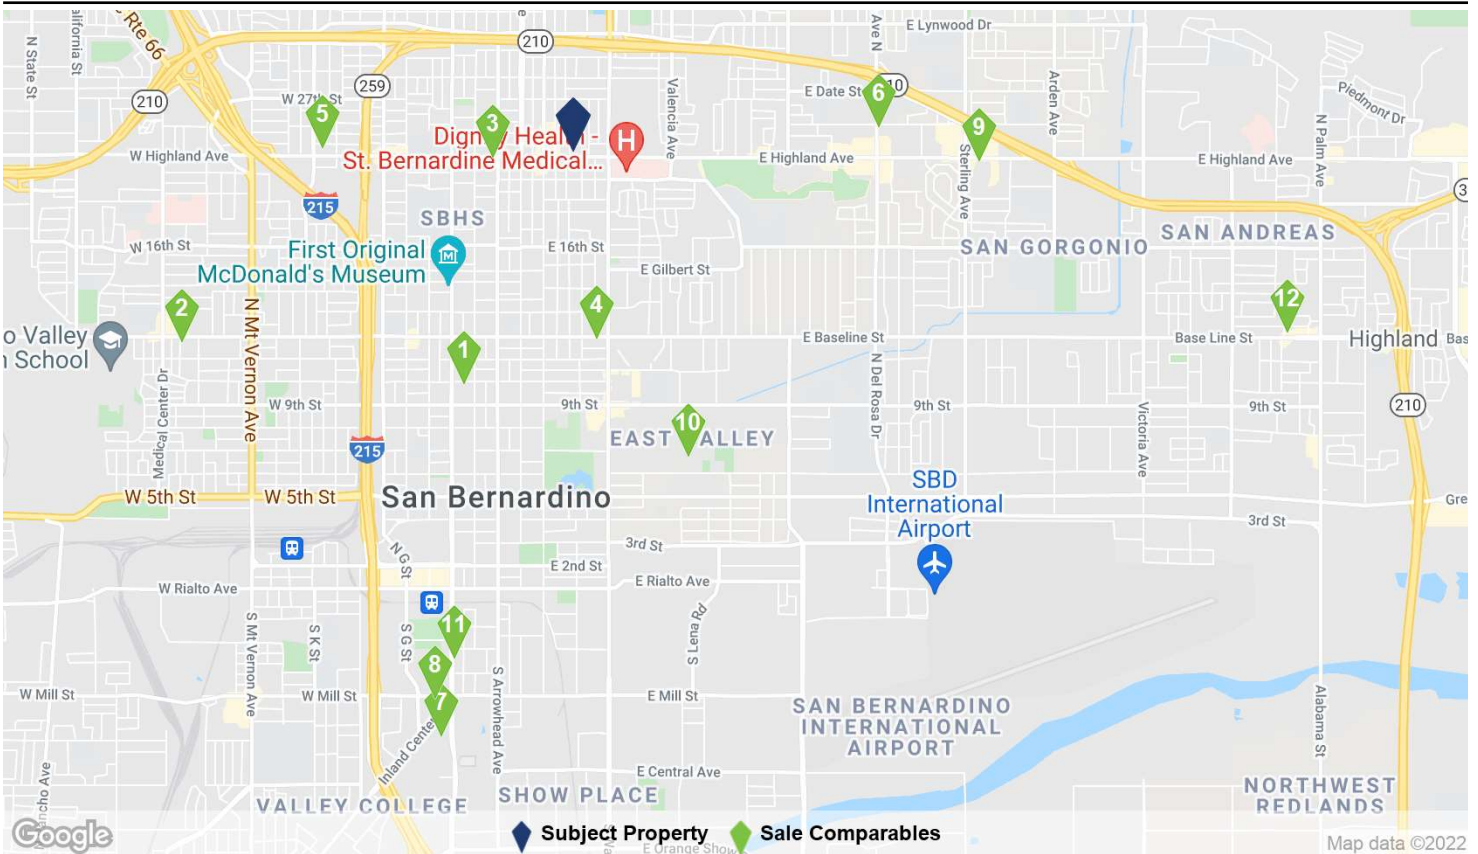 Rte 66
N State St
alifornia St
210
259
210
W 27th St
5
3
Valencia Ave
Ave N
E Lynwood Dr
E Date St
6
10
9
Arden Ave
Piedmont Dr
N Palm Ave
W Highland Ave
Dignity Health -
St. Bernardine Medical...
H
E Highland Ave
Sterling Ave
E Highland Ave
215
SBHS
W 16th St
First Original
McDonald's Museum
E 16th St
E Gilbert St
SAN GORGONIO
SAN ANDREAS
2
4
12
o Valley
School
N Mt Vernon Ave
1
E Baseline St
Base Line St
Highland
Bas
Medical Center Dr
W 9th St
9th St
10
N Del Rosa Dr
9th St
Victoria Ave
9th St
210
215
EAST VALLEY
W 5th St
W 5th St
San Bernardino
SBD
International
Airport
Gre
3rd St
N G St
3rd St
E 2nd St
W Rialto Ave
E Rialto Ave
S Mt Vernon Ave
S K St
S G St
11
S Lena Rd
8
S Arrowhead Ave
W Mill St
W Mill St
7
E Mill St
SAN BERNARDINO
INTERNATIONAL
AIRPORT
Alabama St
Inland Center
E Central Ave
VALLEY COLLEGE
SHOW PLACE
NORTHWEST
REDLANDS
Google
Subject Property
Sale Comparables
E Orange Show
Map data ©2022